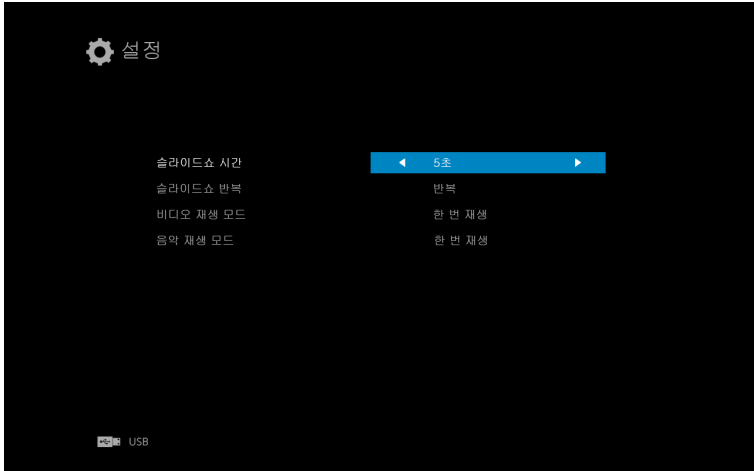 설정
슬라이드쇼 시간 5초
슬라이드쇼 반복 반복
비디오 재생 모드 한 번 재생
음악 재생 모드 한 번 재생
USB